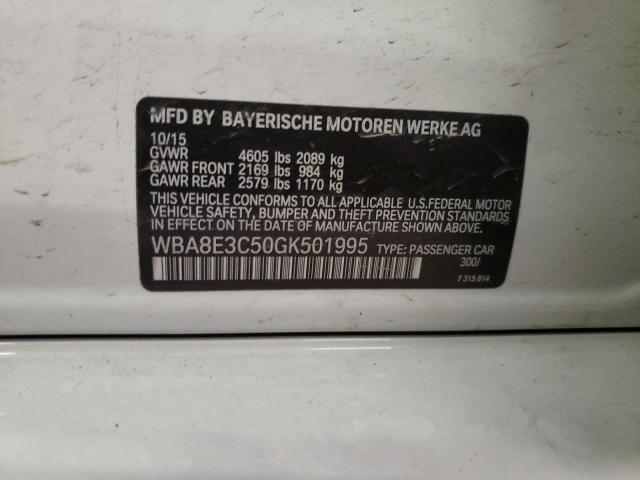 MFD BY BAYERISCHE MOTOREN WERKE AG
10/15
GVWR 4605 lbs 2089 kg
GAWR FRONT 2169 lbs 984 kg
GAWR REAR 2579 lbs 1170 kg
THIS VEHICLE CONFORMS TO ALL APPLICABLE U.S.FEDERAL MOTOR
VEHICLE SAFETY, BUMPER AND THEFT PREVENTION STANDARDS
IN EFFECT ON THE DATE OF MANUFACTURE SHOWN ABOVE.
WBA8E3C50GK501995 TYPE: PASSENGER CAR
300/
7 315 814